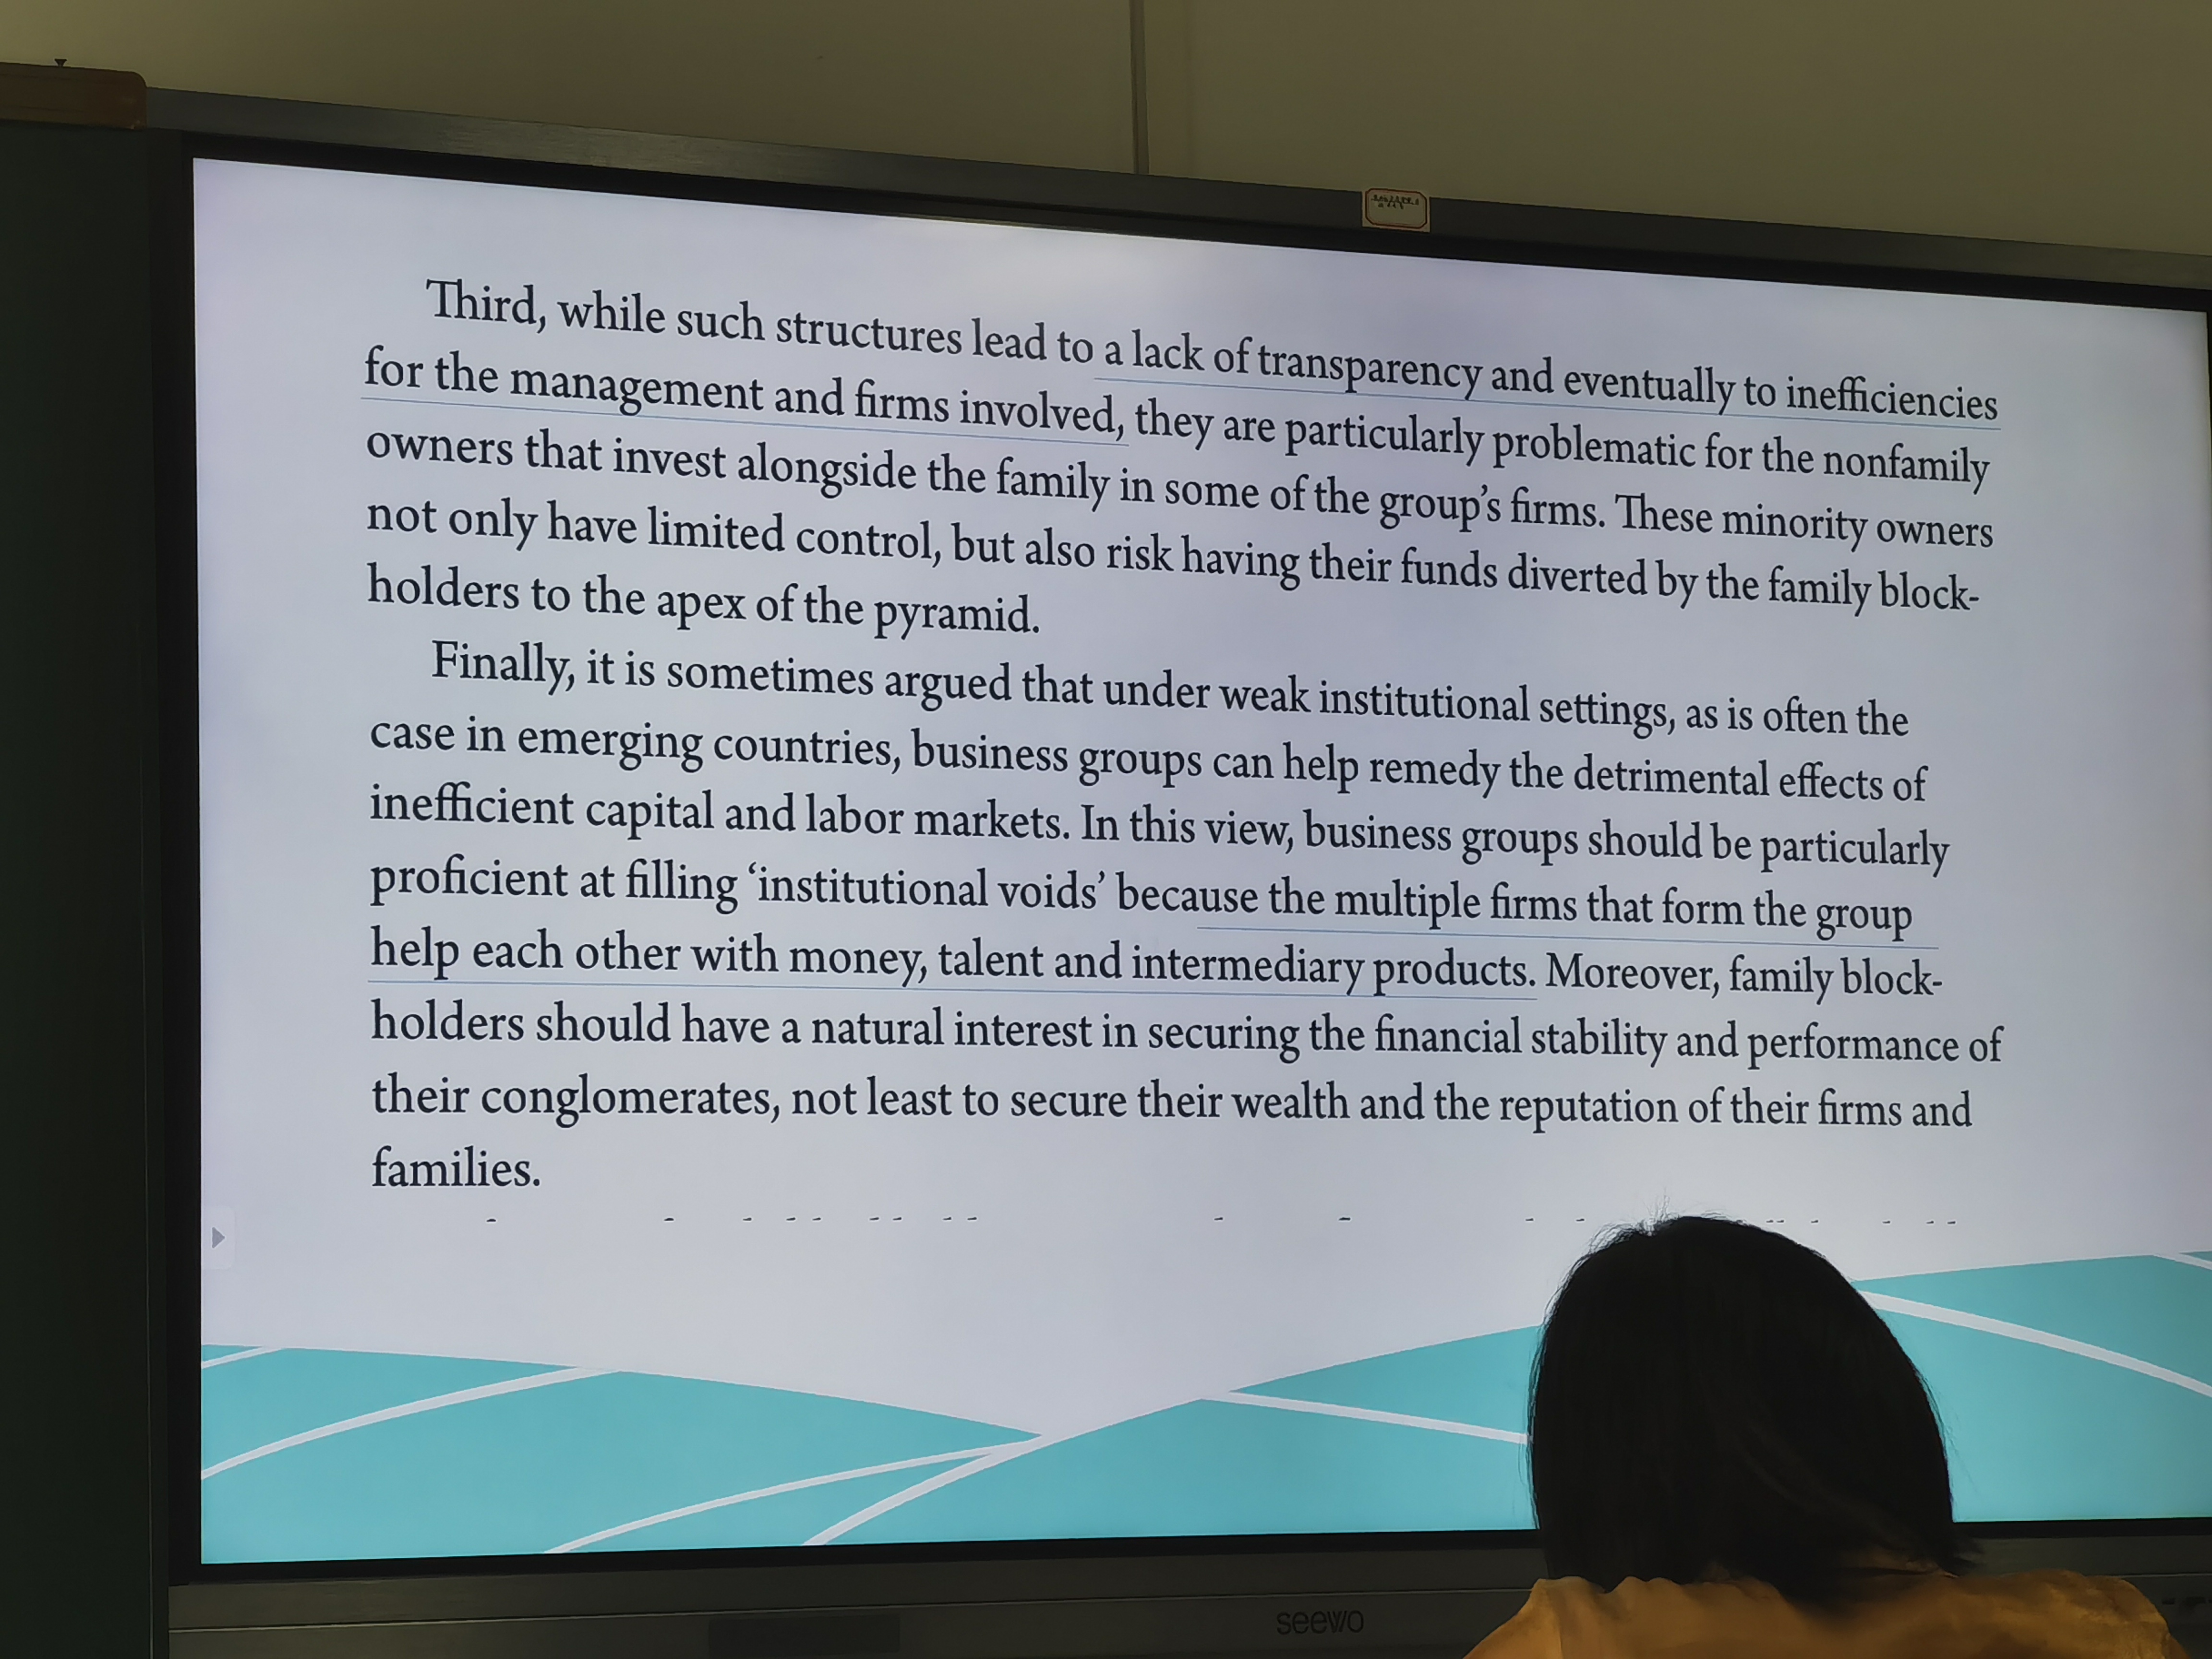 Third, while such structures lead to a lack of transparency and eventually to inefficiencies
for the management and firms involved, they are particularly problematic for the nonfamily
owners that invest alongside the family in some of the group's firms. These minority owners
not only have limited control, but also risk having their funds diverted by the family block-
holders to the apex of the pyramid.
Finally, it is sometimes argued that under weak institutional settings, as is often the
case in emerging countries, business groups can help remedy the detrimental effects of
inefficient capital and labor markets. In this view, business groups should be particularly
proficient at filling ‘institutional voids’ because the multiple firms that form the group
help each other with money, talent and intermediary products. Moreover, family block-
holders should have a natural interest in securing the financial stability and performance of
their conglomerates, not least to secure their wealth and the reputation of their firms and
families.
seewo